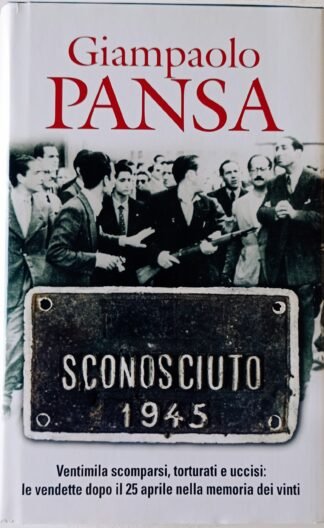 Giampaolo
PANSA
SCONOSCIUTO
1945
Ventimila scomparsi, torturati e uccisi:
le vendette dopo il 25 aprile nella memoria dei vinti